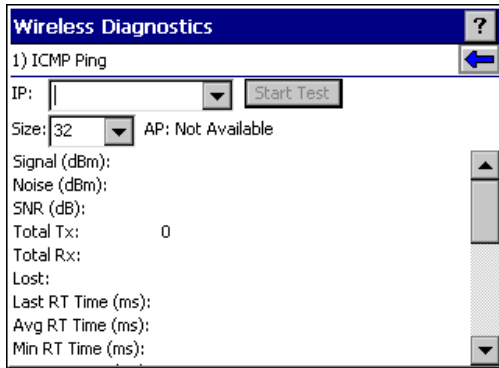 Wireless Diagnostics ?
1) ICMP Ping
IP: Start Test
Size: 32 AP: Not Available
Signal (dBm):
Noise (dBm):
SNR (dB):
Total Tx: 0
Total Rx:
Lost:
Last RT Time (ms):
Avg RT Time (ms):
Min RT Time (ms):